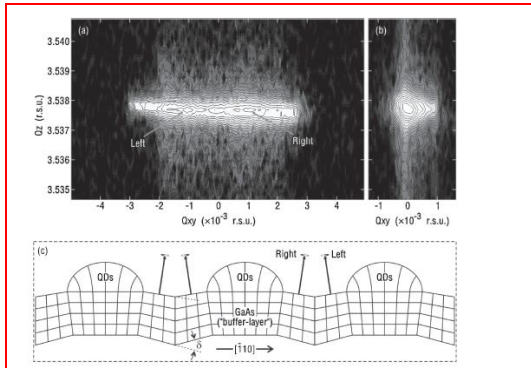 (a)
(b)
3.540
3.539
3.538
3.537
3.536
3.535
Qz (r.s.u.)
Left
Right
-4 -3 -2 -1 0 1 2 3 4
-1 0 1
Qxy (×10⁻³ r.s.u.)
Qxy (×10⁻³ r.s.u.)
(c)
Right Left
QDs QDs QDs
GaAs
("buffer-layer")
δ
[1̄10]